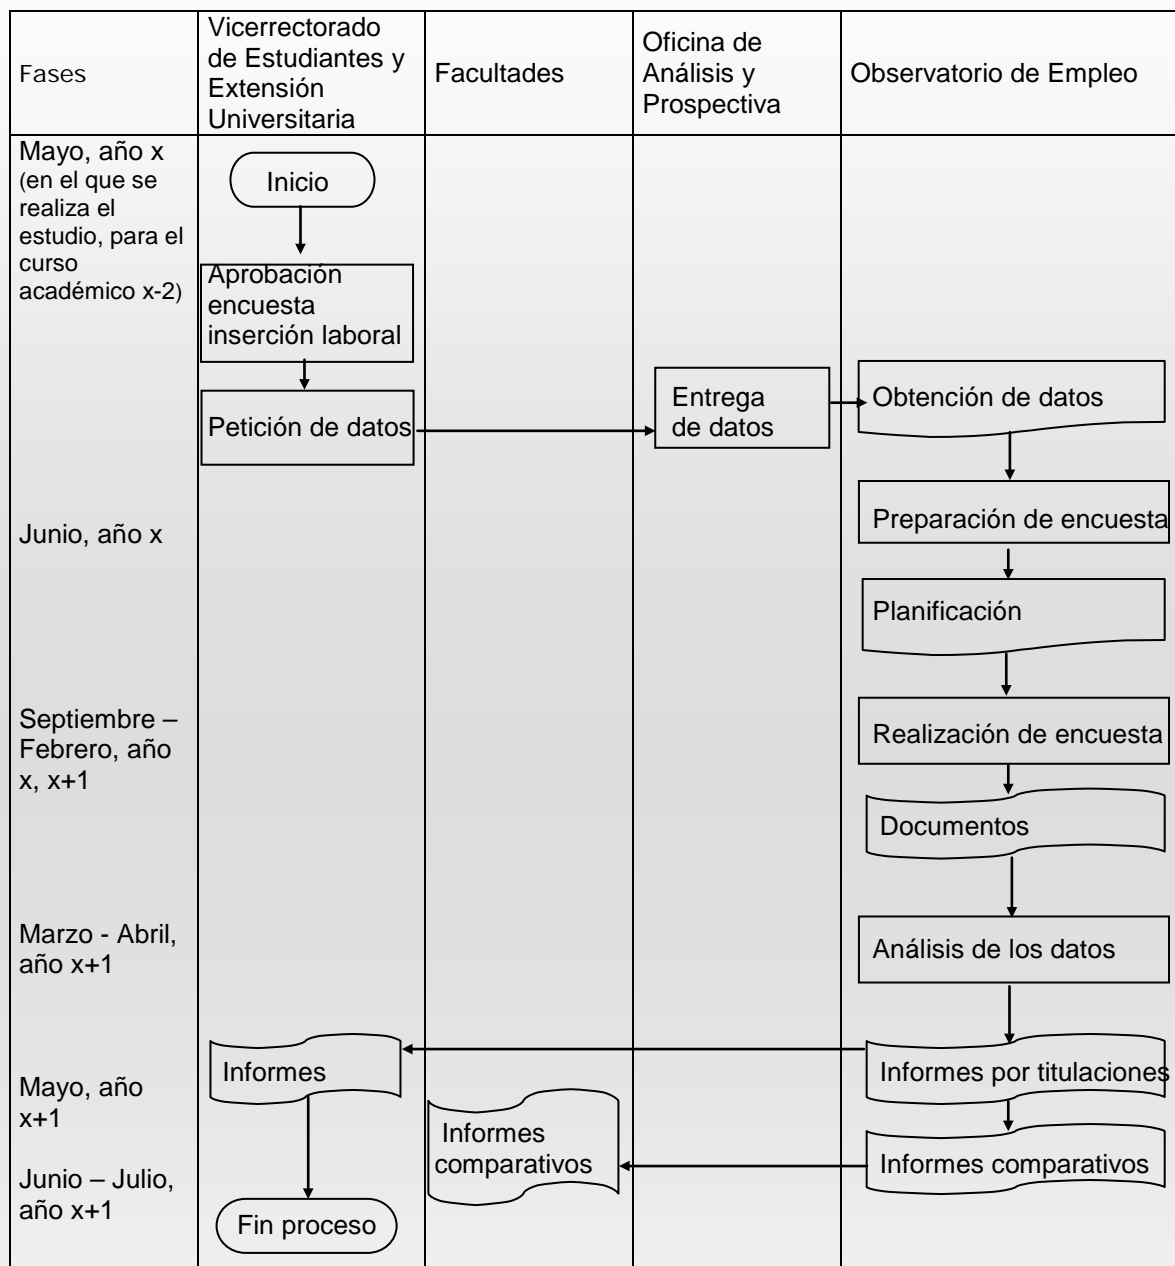 Fases
Vicerrectorado
de Estudiantes y
Extensión
Universitaria
Facultades
Oficina de
Análisis y
Prospectiva
Observatorio de Empleo
Mayo, año x
(en el que se
realiza el
estudio, para el
curso
académico x-2)
Inicio
Aprobación
encuesta
inserción laboral
Petición de datos
Entrega
de datos
Obtención de datos
Junio, año x
Preparación de encuesta
Planificación
Septiembre –
Febrero, año
x, x+1
Realización de encuesta
Documentos
Marzo - Abril,
año x+1
Análisis de los datos
Mayo, año
x+1
Informes
Informes por titulaciones
Informes
comparativos
Informes comparativos
Junio – Julio,
año x+1
Fin proceso